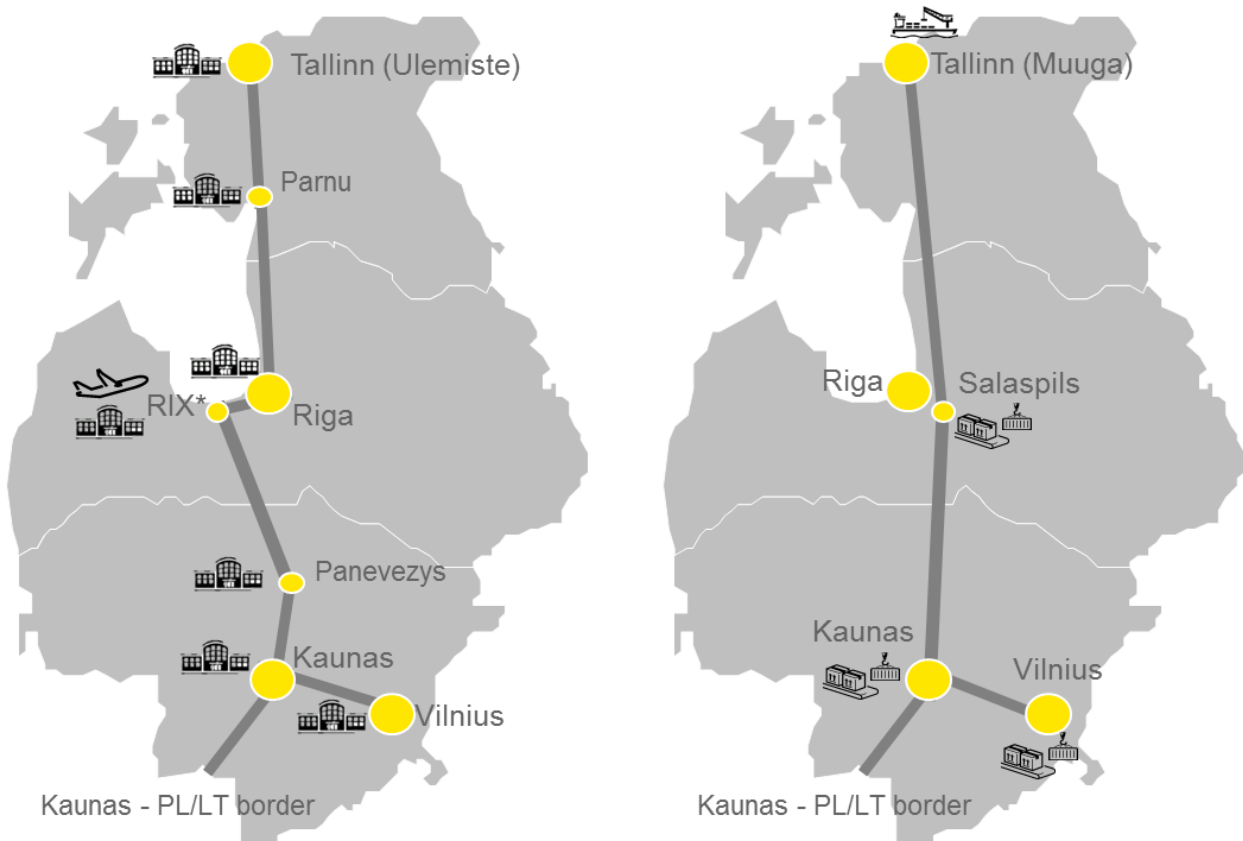 Tallinn (Ulemiste)
Parnu
RIX*
Riga
Panevezys
Kaunas
Vilnius
Kaunas - PL/LT border
Tallinn (Muuga)
Riga
Salaspils
Kaunas
Vilnius
Kaunas - PL/LT border